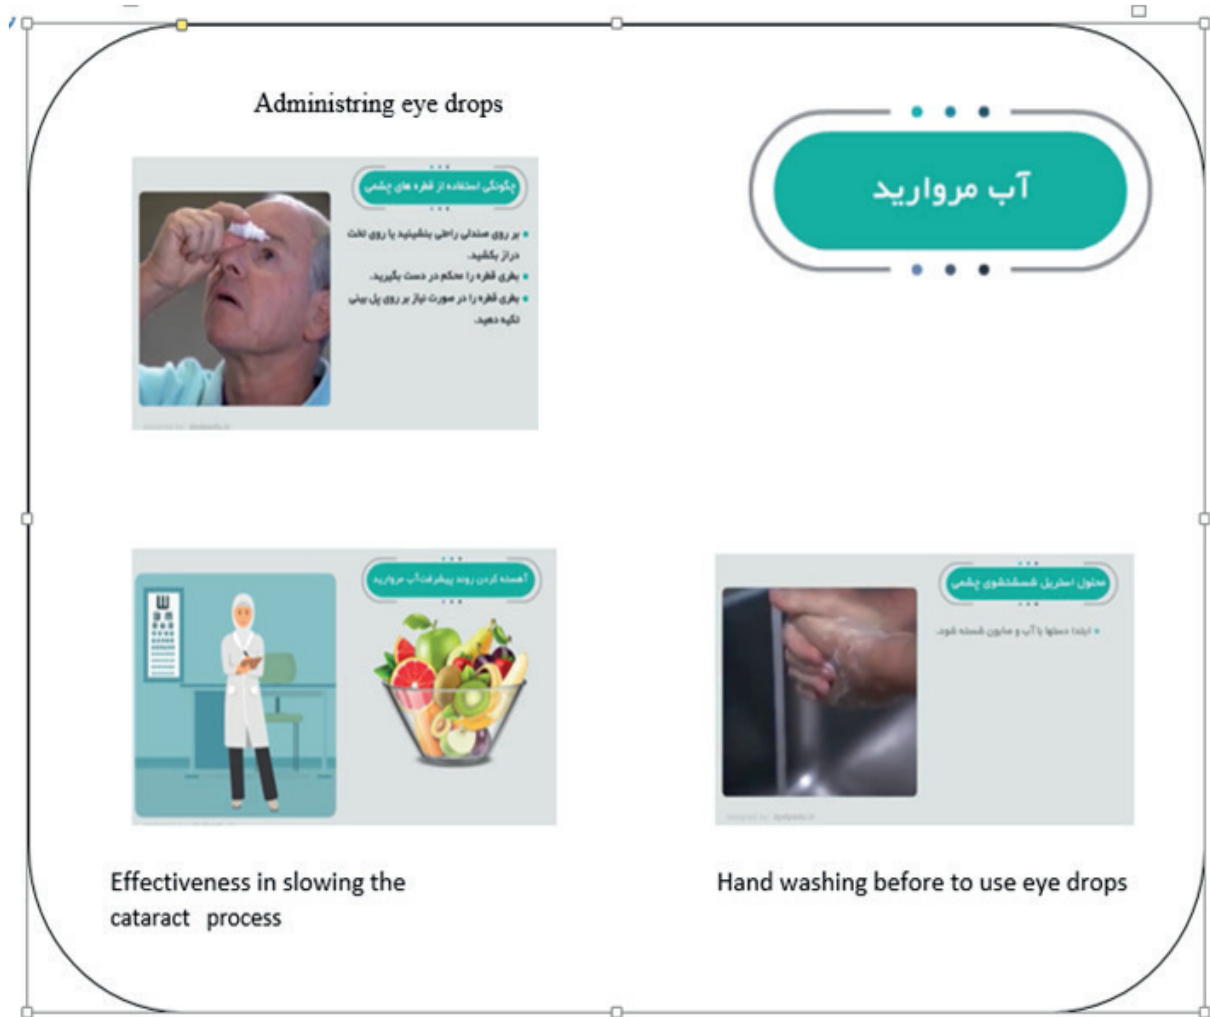 Administring eye drops
آب مروارید
چگونگی استفاده از قطره های چشمی
بر روی صندلی راحتی بنشینید یا روی تخت
دراز بکشید.
بطری قطره را محکم در دست بگیرید.
بطری قطره را در صورت نیاز بر روی پل بینی
تکیه دهید.
آهسته کردن روند پیشرفت آب مروارید
محلول استریل شستشوی چشمی
ابتدا دستها با آب و صابون شسته شود.
Effectiveness in slowing the
cataract process
Hand washing before to use eye drops